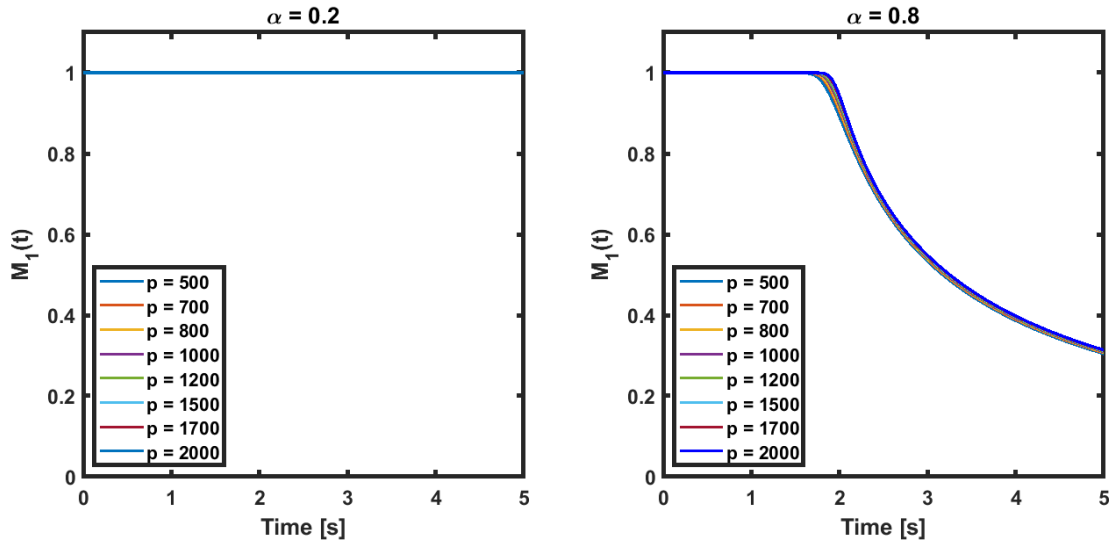 α = 0.2
M1(t)
1
0.8
0.6
0.4
0.2
0
p = 500
p = 700
p = 800
p = 1000
p = 1200
p = 1500
p = 1700
p = 2000
0 1 2 3 4 5
Time [s]
α = 0.8
M1(t)
1
0.8
0.6
0.4
0.2
0
p = 500
p = 700
p = 800
p = 1000
p = 1200
p = 1500
p = 1700
p = 2000
0 1 2 3 4 5
Time [s]